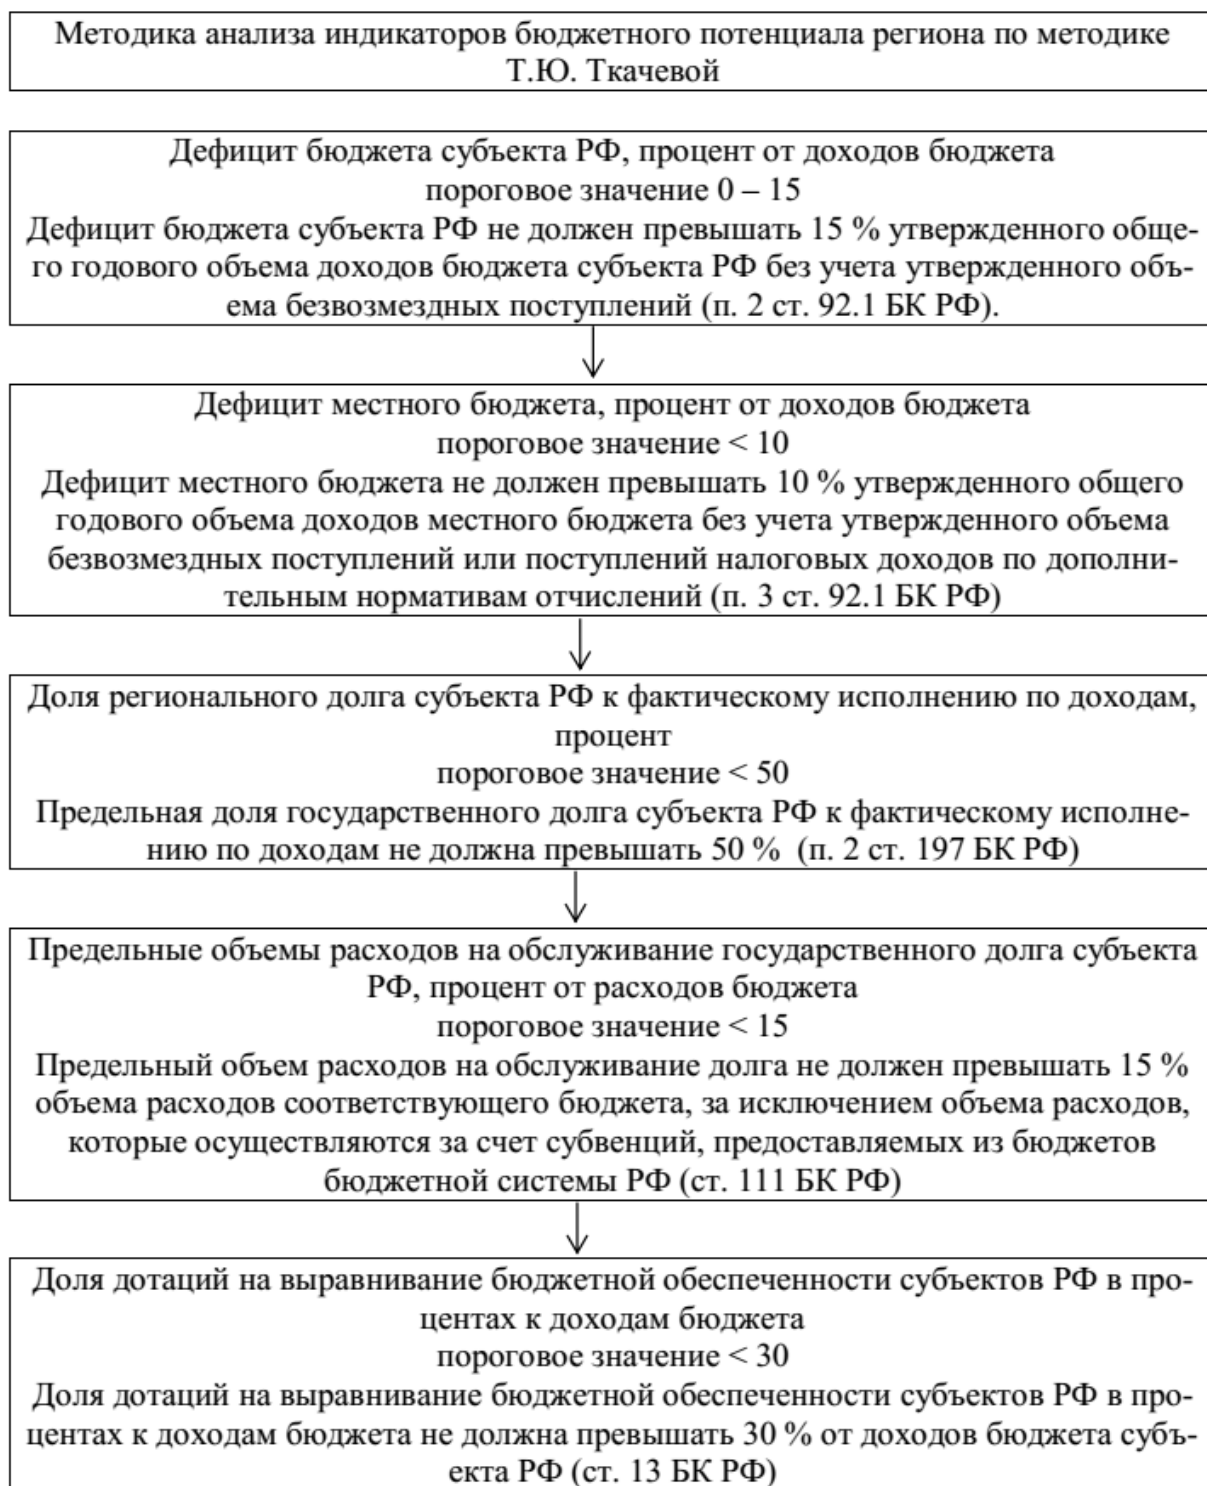 Методика анализа индикаторов бюджетного потенциала региона по методике
Т.Ю. Ткачевой
Дефицит бюджета субъекта РФ, процент от доходов бюджета
пороговое значение 0 – 15
Дефицит бюджета субъекта РФ не должен превышать 15 % утвержденного обще-
го годового объема доходов бюджета субъекта РФ без учета утвержденного объ-
ема безвозмездных поступлений (п. 2 ст. 92.1 БК РФ).
Дефицит местного бюджета, процент от доходов бюджета
пороговое значение < 10
Дефицит местного бюджета не должен превышать 10 % утвержденного общего
годового объема доходов местного бюджета без учета утвержденного объема
безвозмездных поступлений или поступлений налоговых доходов по дополни-
тельным нормативам отчислений (п. 3 ст. 92.1 БК РФ)
Доля регионального долга субъекта РФ к фактическому исполнению по доходам,
процент
пороговое значение < 50
Предельная доля государственного долга субъекта РФ к фактическому исполне-
нию по доходам не должна превышать 50 % (п. 2 ст. 197 БК РФ)
Предельные объемы расходов на обслуживание государственного долга субъекта
РФ, процент от расходов бюджета
пороговое значение < 15
Предельный объем расходов на обслуживание долга не должен превышать 15 %
объема расходов соответствующего бюджета, за исключением объема расходов,
которые осуществляются за счет субвенций, предоставляемых из бюджетов
бюджетной системы РФ (ст. 111 БК РФ)
Доля дотаций на выравнивание бюджетной обеспеченности субъектов РФ в про-
центах к доходам бюджета
пороговое значение < 30
Доля дотаций на выравнивание бюджетной обеспеченности субъектов РФ в про-
центах к доходам бюджета не должна превышать 30 % от доходов бюджета субъ-
екта РФ (ст. 13 БК РФ)